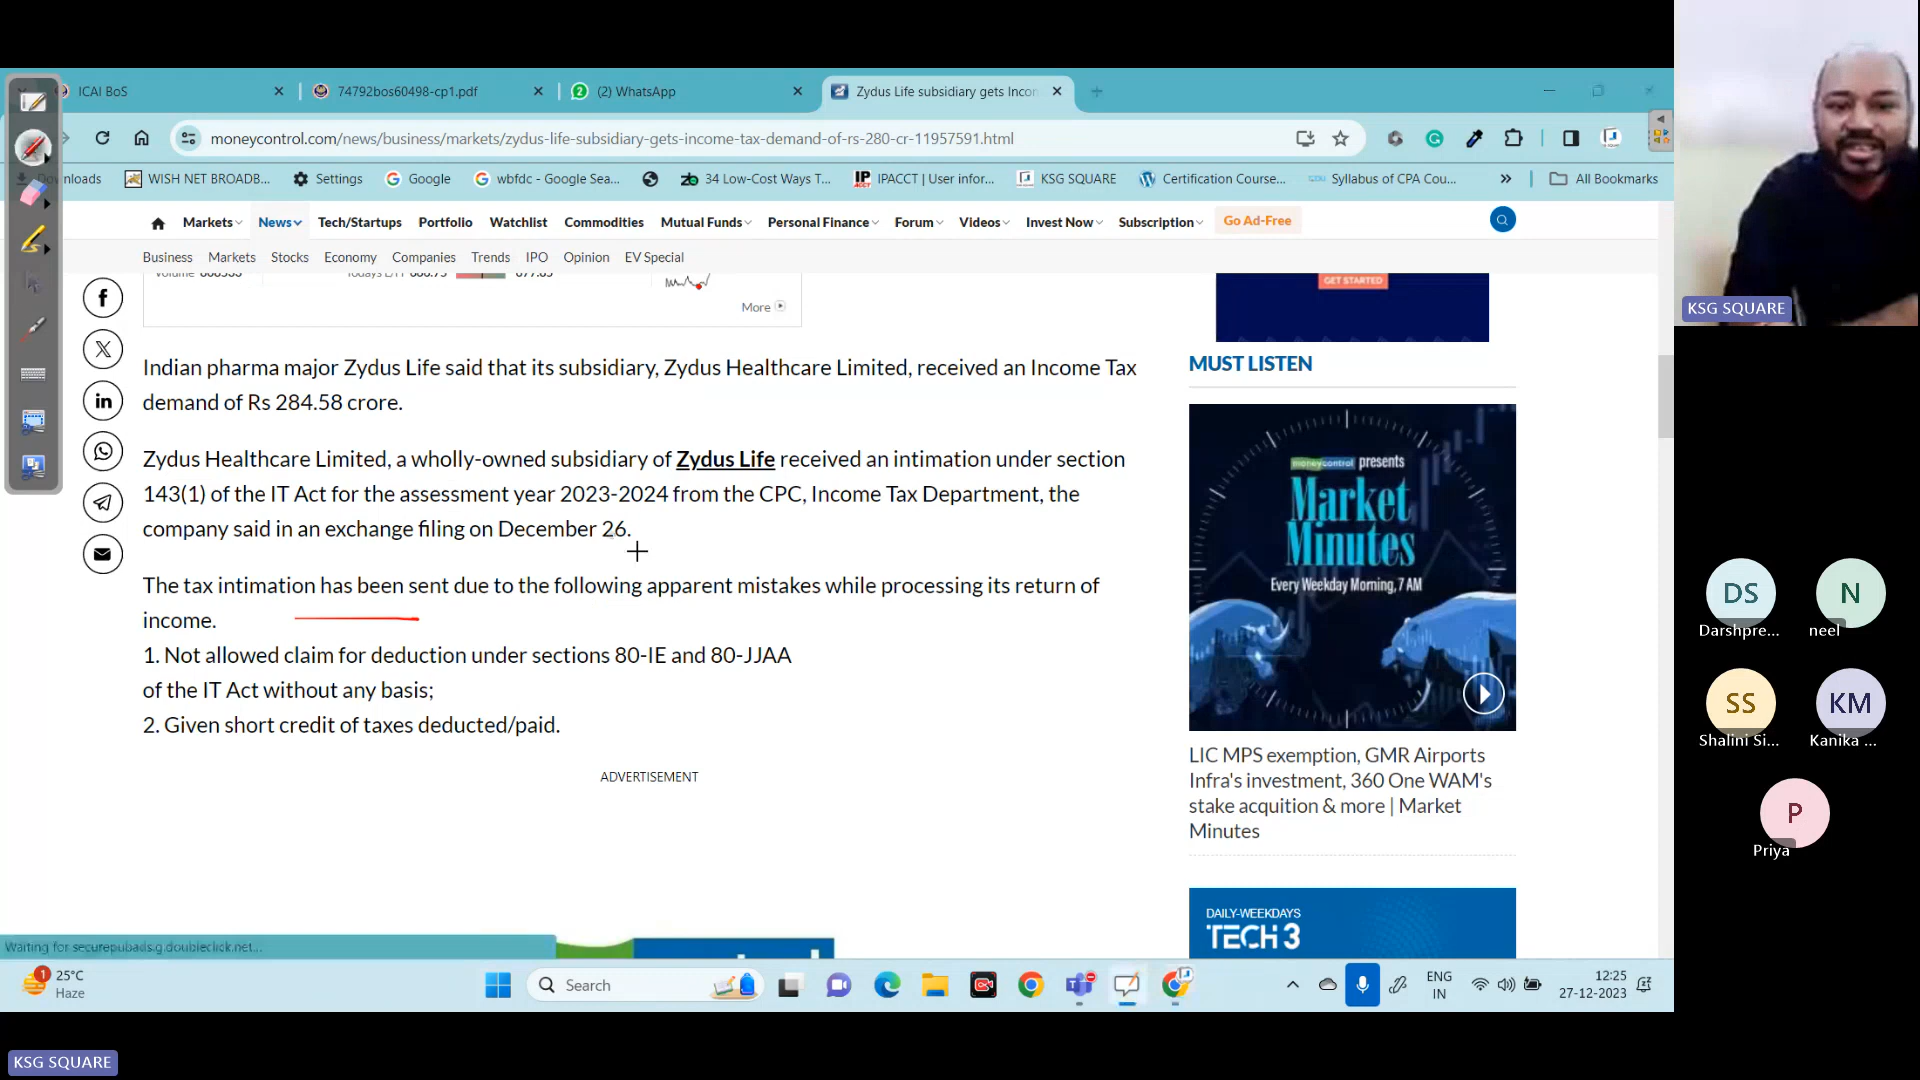 ICAI BoS
74792bos60498-cp1.pdf
(2) WhatsApp
Zydus Life subsidiary gets Incon
moneycontrol.com/news/business/markets/zydus-life-subsidiary-gets-income-tax-demand-of-rs-280-cr-11957591.html
WISH NET BROADB...
Settings
Google
wbfdc - Google Sea...
34 Low-Cost Ways T...
IPACCT | User infor...
KSG SQUARE
Certification Course...
Syllabus of CPA Cou...
All Bookmarks
Markets
News
Tech/Startups
Portfolio
Watchlist
Commodities
Mutual Funds
Personal Finance
Forum
Videos
Invest Now
Subscription
Go Ad-Free
Business
Markets
Stocks
Economy
Companies
Trends
IPO
Opinion
EV Special
More
GET STARTED
Indian pharma major Zydus Life said that its subsidiary, Zydus Healthcare Limited, received an Income Tax
demand of Rs 284.58 crore.
Zydus Healthcare Limited, a wholly-owned subsidiary of Zydus Life received an intimation under section
143(1) of the IT Act for the assessment year 2023-2024 from the CPC, Income Tax Department, the
company said in an exchange filing on December 26.
The tax intimation has been sent due to the following apparent mistakes while processing its return of
income.
1. Not allowed claim for deduction under sections 80-IE and 80-JJAA
of the IT Act without any basis;
2. Given short credit of taxes deducted/paid.
ADVERTISEMENT
MUST LISTEN
moneycontrol presents
Market
Minutes
Every Weekday Morning, 7 AM
LIC MPS exemption, GMR Airports
Infra's investment, 360 One WAM's
stake acquition & more | Market
Minutes
DAILY-WEEKDAYS
TECH 3
Waiting for securepubads.g.doubleclick.net...
1
25°C
Haze
Search
ENG
IN
12:25
27-12-2023
KSG SQUARE
DS
Darshpre...
N
neel
SS
Shalini Si...
KM
Kanika ...
P
Priya
KSG SQUARE